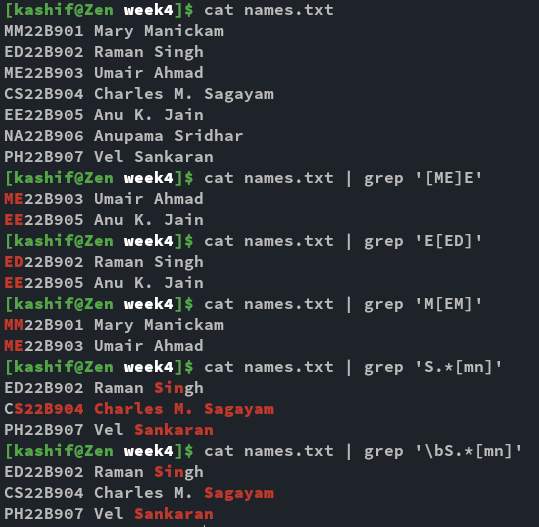 [kashif@Zen week4]$ cat names.txt
MM22B901 Mary Manickam
ED22B902 Raman Singh
ME22B903 Umair Ahmad
CS22B904 Charles M. Sagayam
EE22B905 Anu K. Jain
NA22B906 Anupama Sridhar
PH22B907 Vel Sankaran
[kashif@Zen week4]$ cat names.txt | grep '[ME]E'
ME22B903 Umair Ahmad
EE22B905 Anu K. Jain
[kashif@Zen week4]$ cat names.txt | grep 'E[ED]'
ED22B902 Raman Singh
EE22B905 Anu K. Jain
[kashif@Zen week4]$ cat names.txt | grep 'M[EM]'
MM22B901 Mary Manickam
ME22B903 Umair Ahmad
[kashif@Zen week4]$ cat names.txt | grep 'S.*[mn]'
ED22B902 Raman Singh
CS22B904 Charles M. Sagayam
PH22B907 Vel Sankaran
[kashif@Zen week4]$ cat names.txt | grep '\bS.*[mn]'
ED22B902 Raman Singh
CS22B904 Charles M. Sagayam
PH22B907 Vel Sankaran